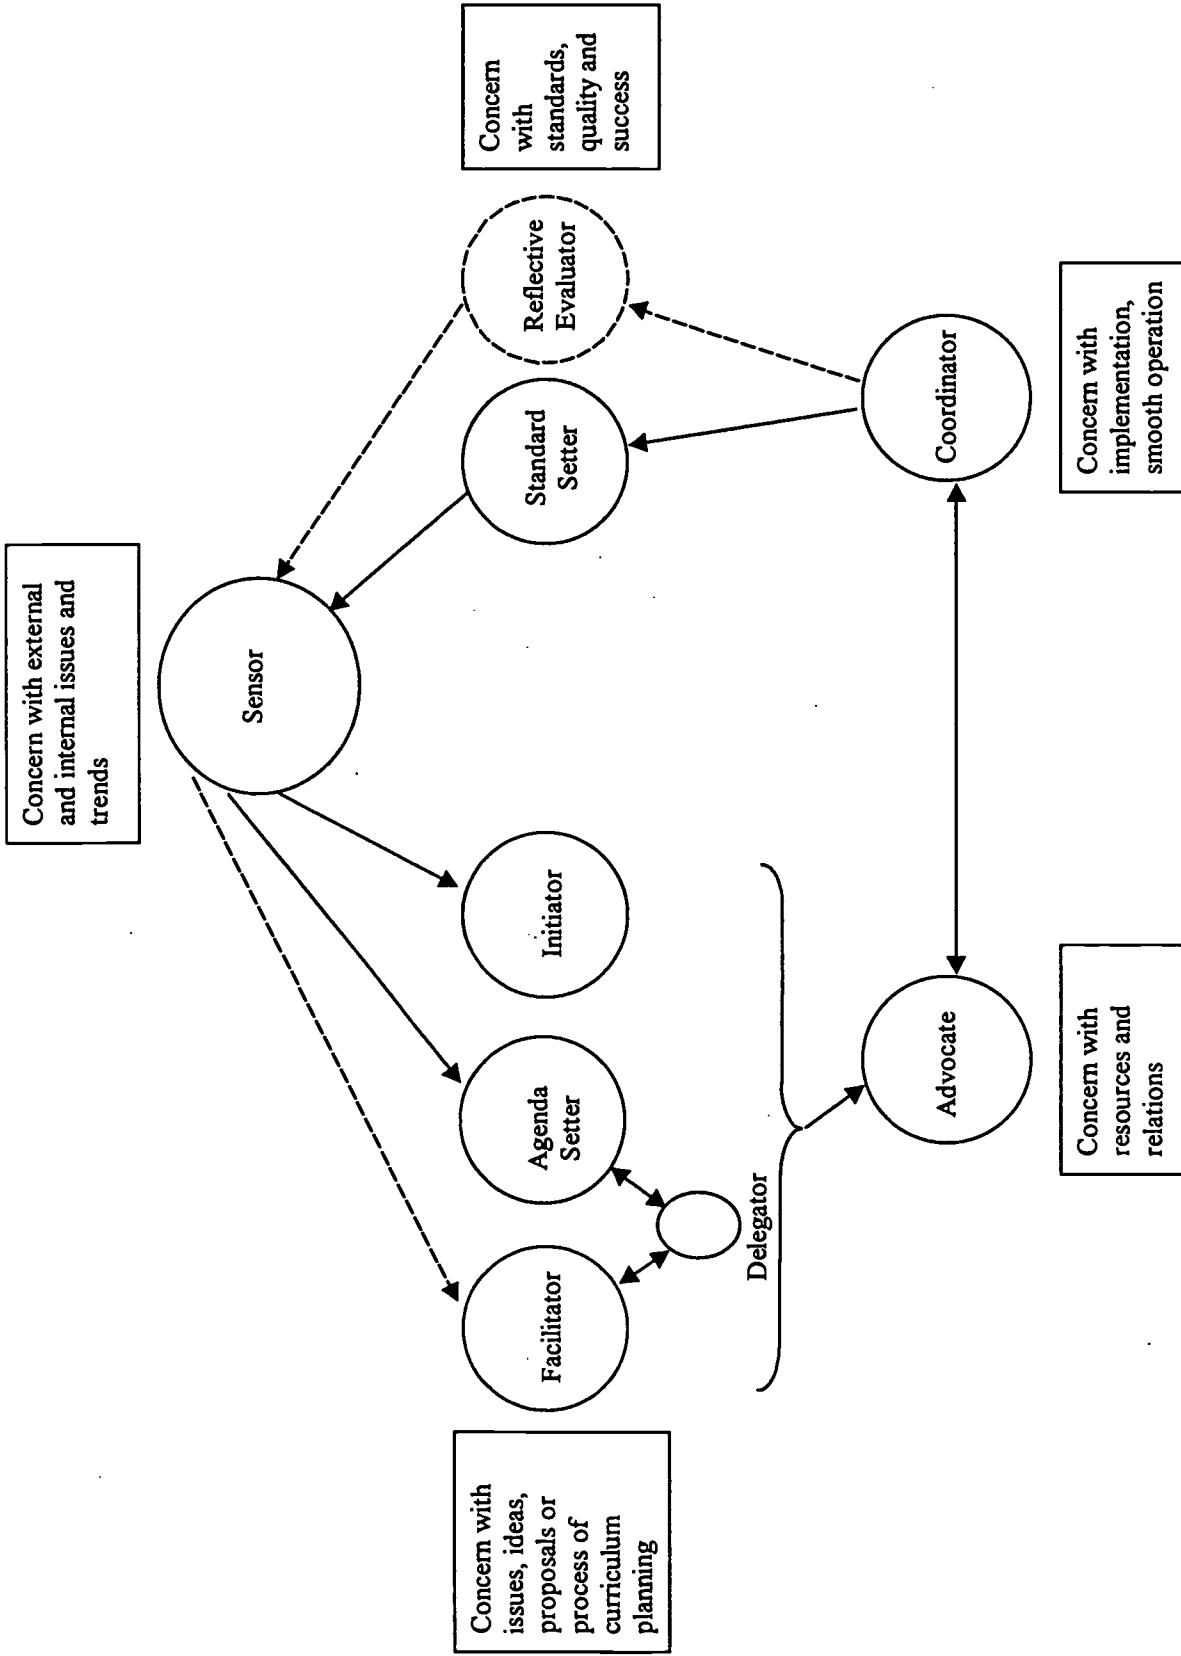 Concern with external
and internal issues and
trends
Sensor
Concern with
issues, ideas,
proposals or
process of
curriculum
planning
Facilitator
Agenda
Setter
Initiator
Standard
Setter
Reflective
Evaluator
Concern
with
standards,
quality and
success
Delegator
Advocate
Coordinator
Concern with
resources and
relations
Concern with
implementation,
smooth operation